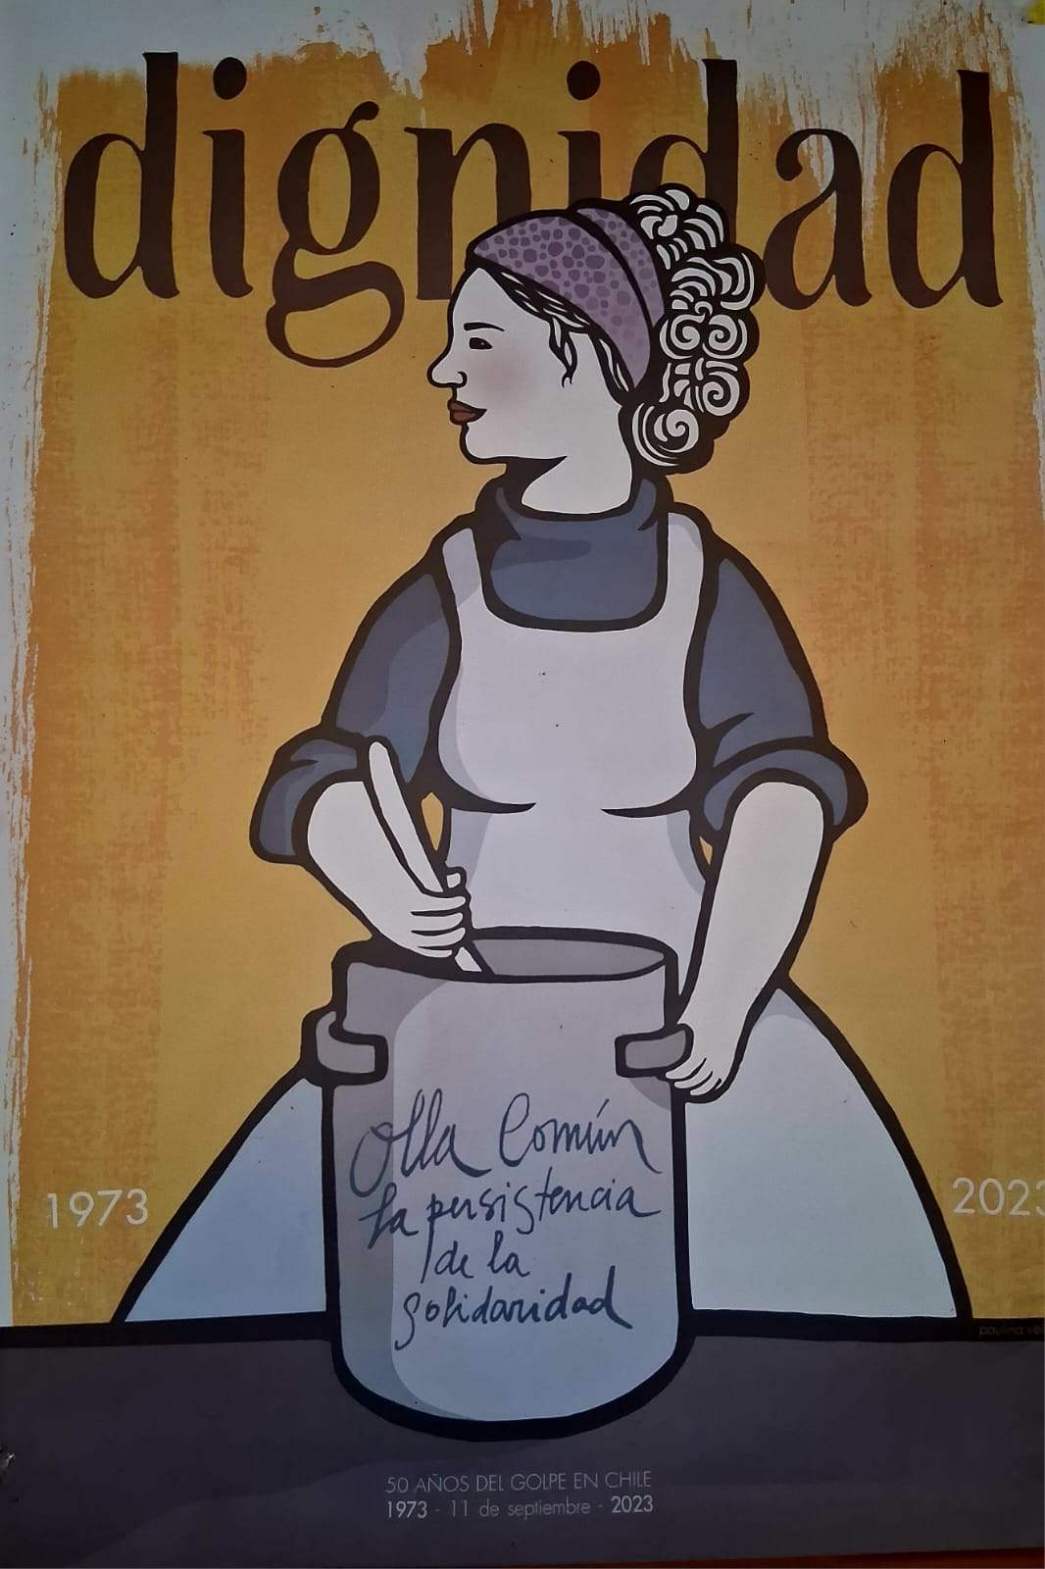 dignidad
1973
2023
olla Común
la persistencia
de la
solidaridad
50 AÑOS DEL GOLPE EN CHILE
1973 - 11 de septiembre - 2023